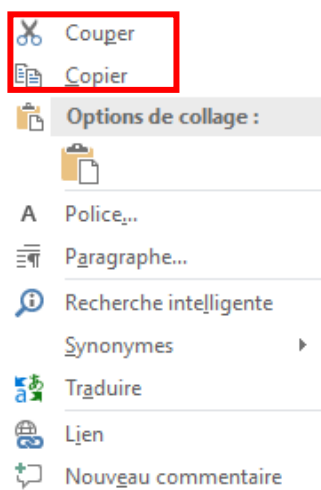 Couper
Copier
Options de collage :
Police...
Paragraphe...
Recherche intelligente
Synonymes
Traduire
Lien
Nouveau commentaire